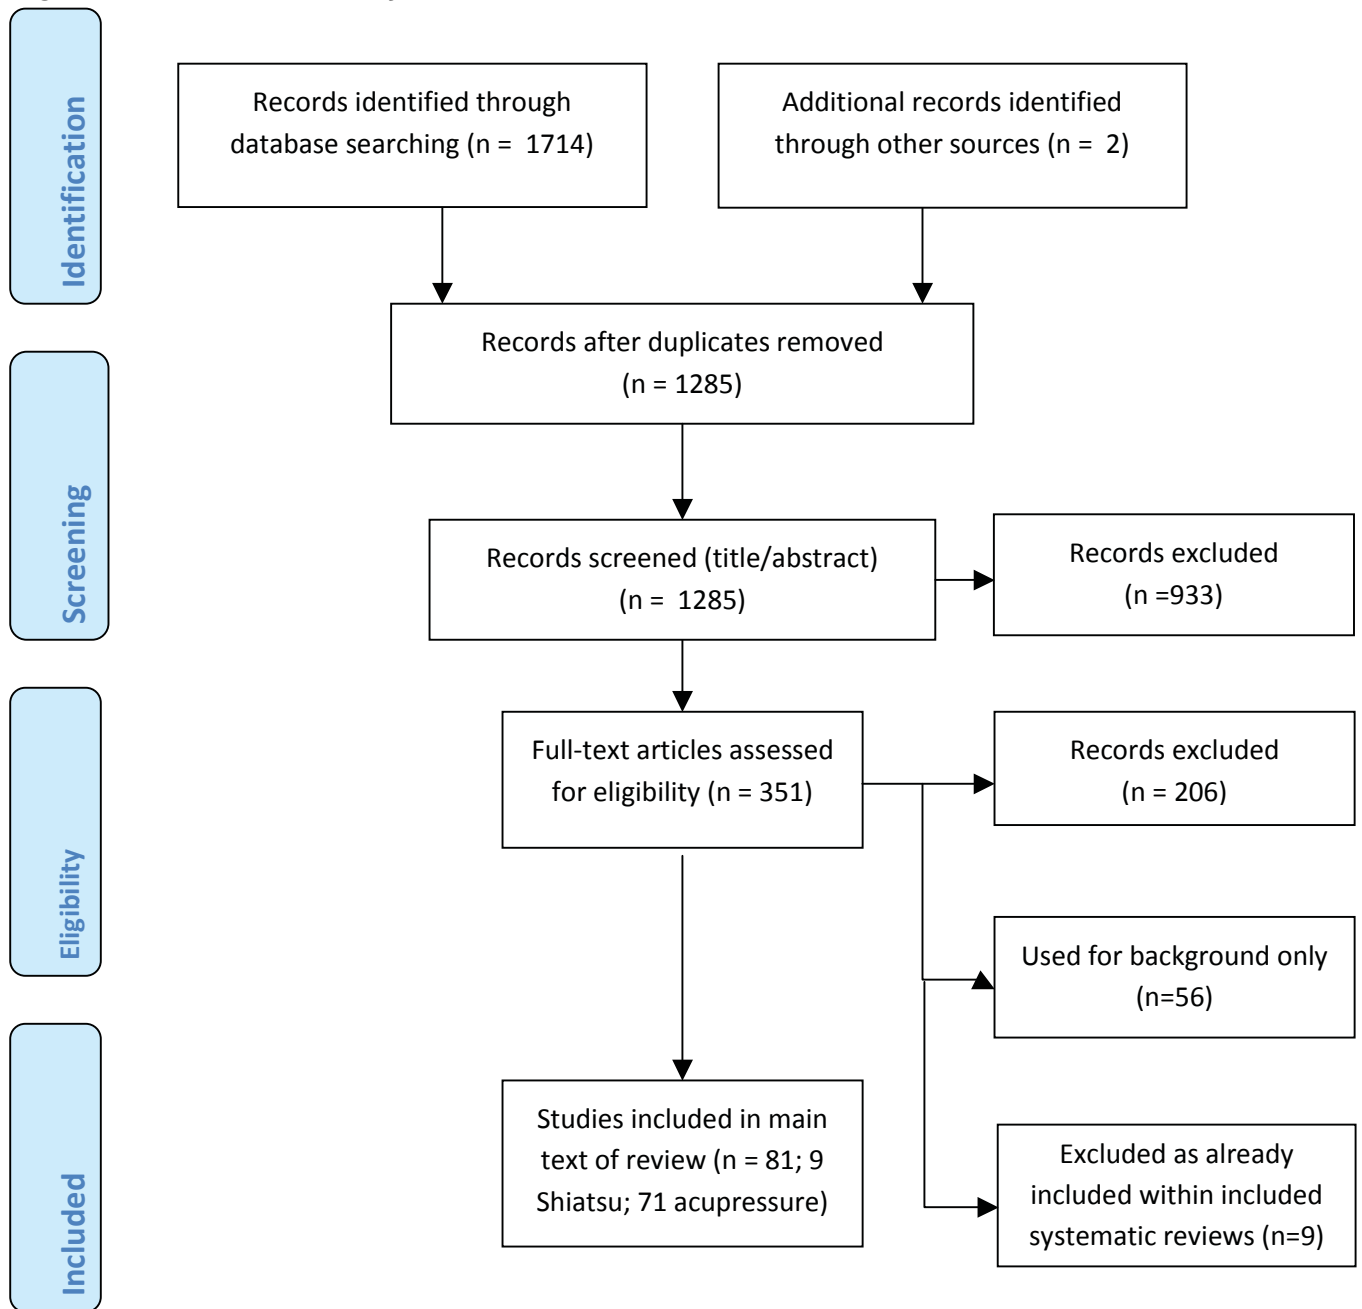 Identification
Records identified through
database searching (n =  1714)
Additional records identified
through other sources (n =  2)
Records after duplicates removed
(n = 1285)
Screening
Records screened (title/abstract)
(n =  1285)
Records excluded
(n =933)
Eligibility
Full-text articles assessed
for eligibility (n = 351)
Records excluded
(n = 206)
Used for background only
(n=56)
Included
Studies included in main
text of review (n = 81; 9
Shiatsu; 71 acupressure)
Excluded as already
included within included
systematic reviews (n=9)